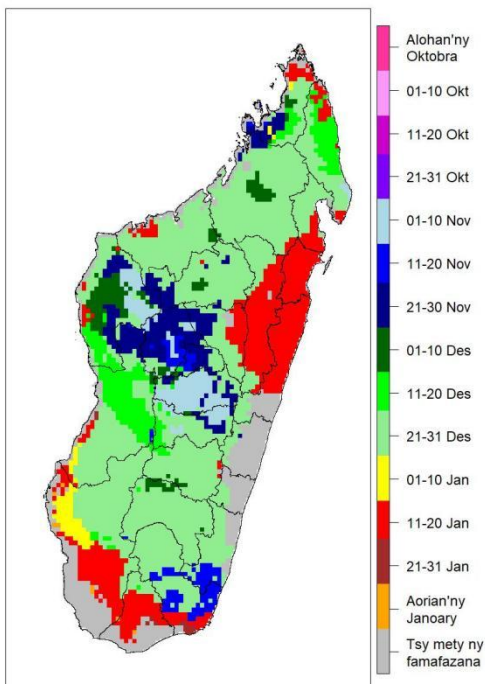 Alohan'ny
Oktobra
01-10 Okt
11-20 Okt
21-31 Okt
01-10 Nov
11-20 Nov
21-30 Nov
01-10 Des
11-20 Des
21-31 Des
01-10 Jan
11-20 Jan
21-31 Jan
Aorian'ny
Janoary
Tsy mety ny
famafazana